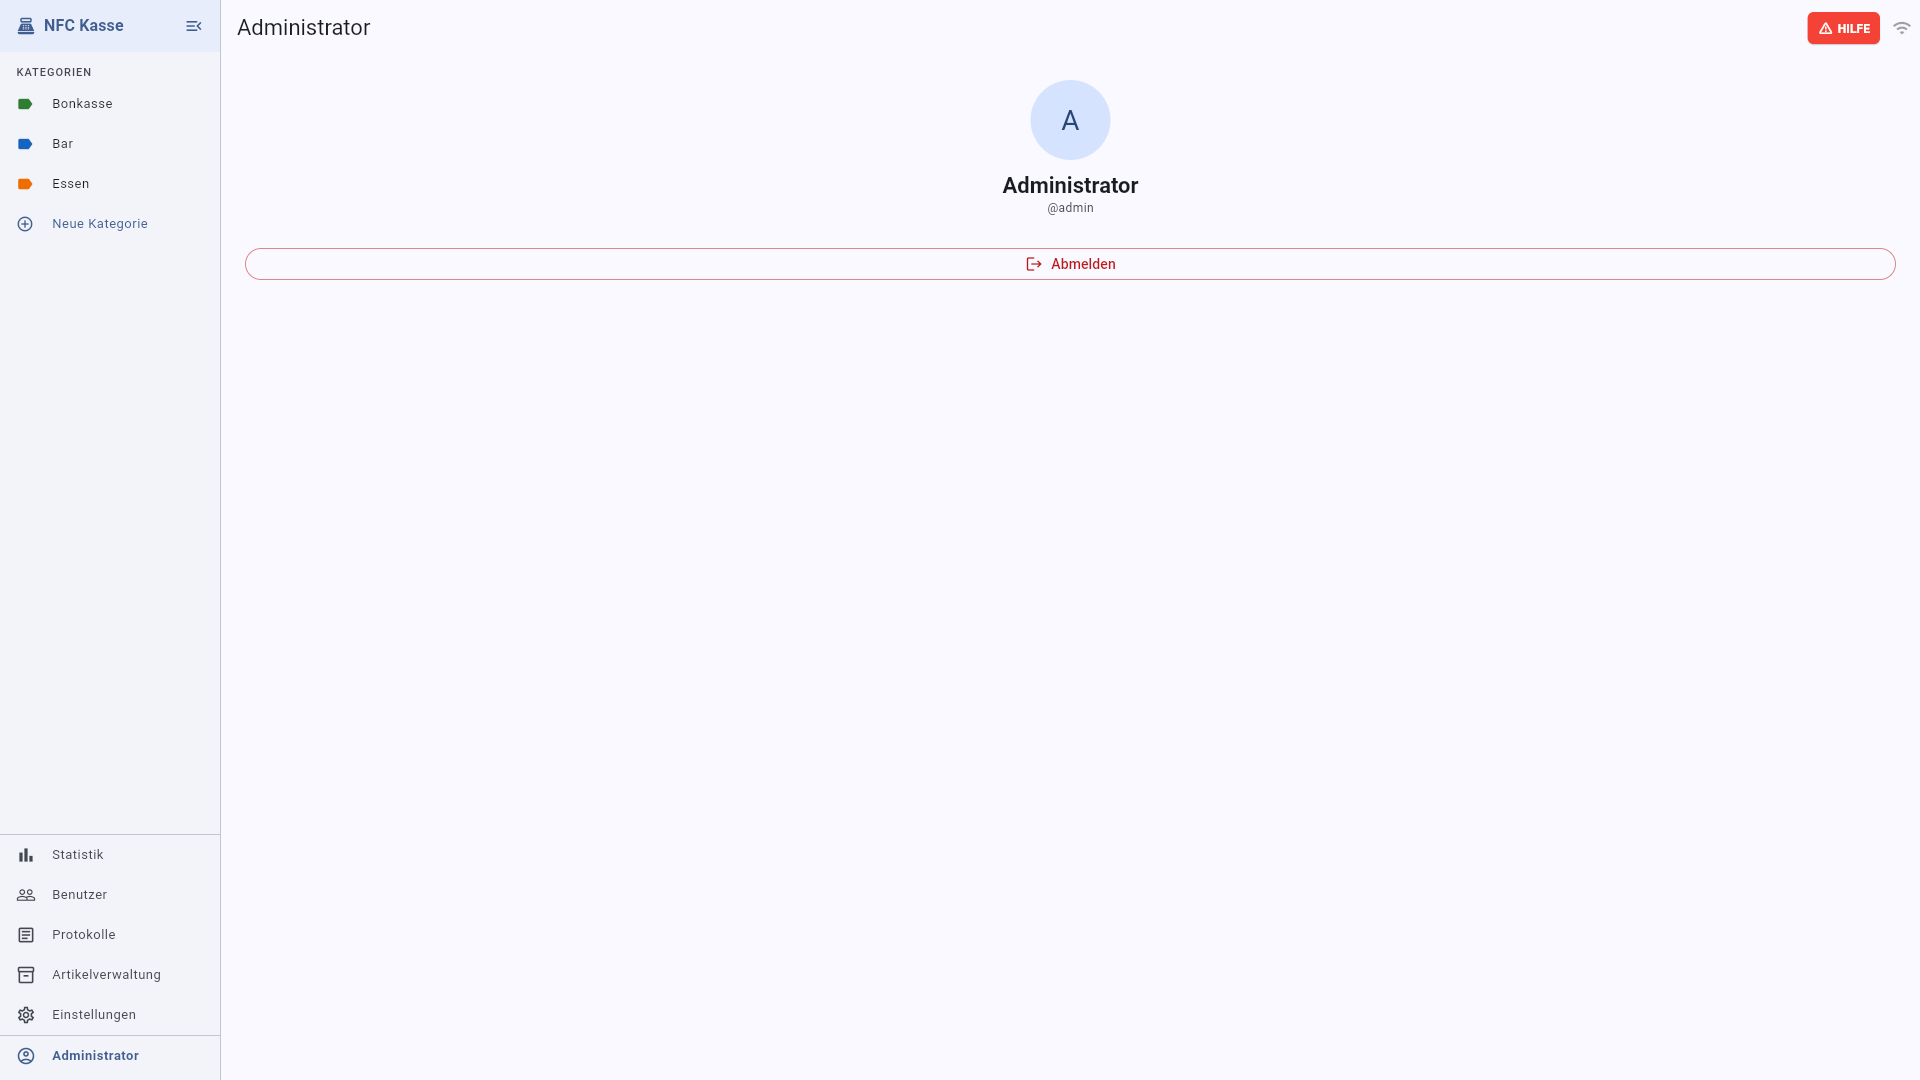 NFC Kasse
KATEGORIEN
Bonkasse
Bar
Essen
Neue Kategorie
Statistik
Benutzer
Protokolle
Artikelverwaltung
Einstellungen
Administrator
Administrator
HILFE
A
Administrator
@admin
Abmelden